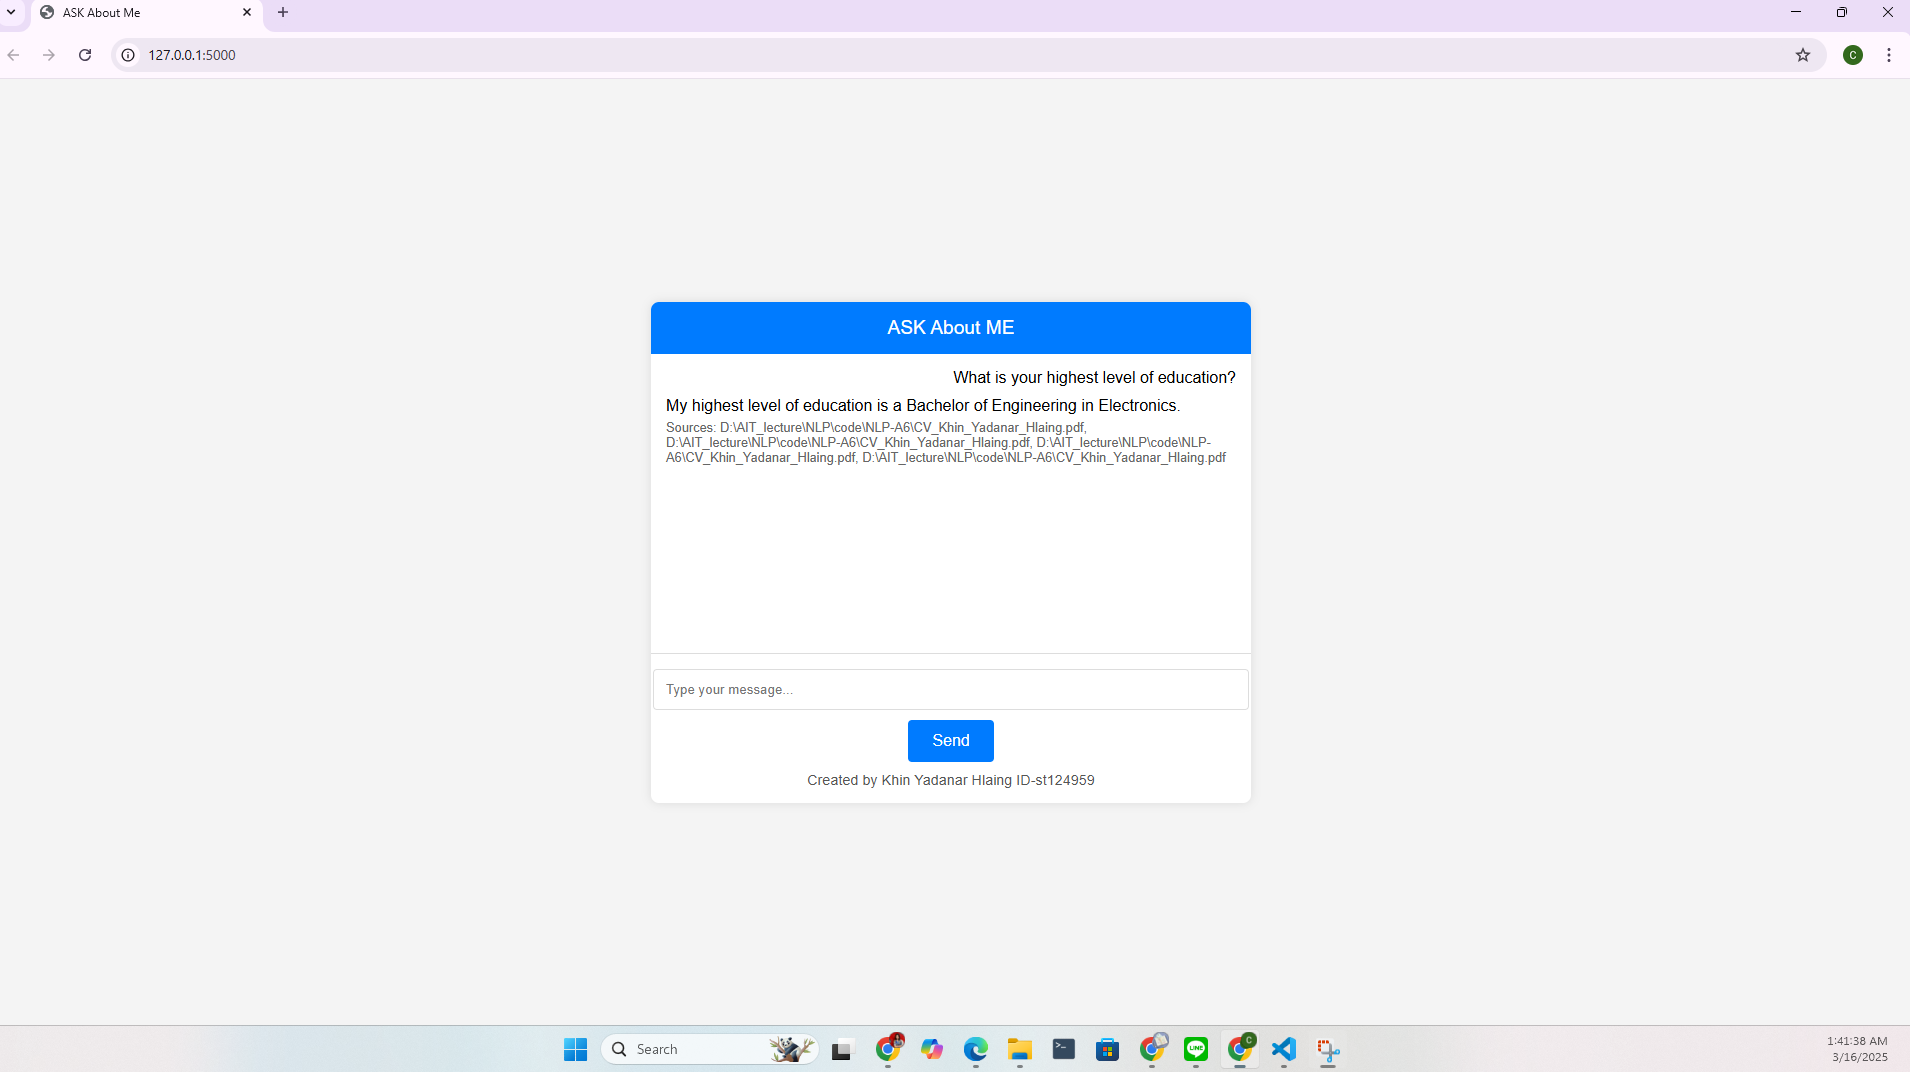 ASK About Me
127.0.0.1:5000
C
ASK About ME
What is your highest level of education?
My highest level of education is a Bachelor of Engineering in Electronics.
Sources: D:\AIT_lecture\NLP\code\NLP-A6\CV_Khin_Yadanar_Hlaing.pdf,
D:\AIT_lecture\NLP\code\NLP-A6\CV_Khin_Yadanar_Hlaing.pdf, D:\AIT_lecture\NLP\code\NLP-
A6\CV_Khin_Yadanar_Hlaing.pdf, D:\AIT_lecture\NLP\code\NLP-A6\CV_Khin_Yadanar_Hlaing.pdf
Type your message...
Send
Created by Khin Yadanar Hlaing ID-st124959
Search
LINE
C
1:41:38 AM
3/16/2025